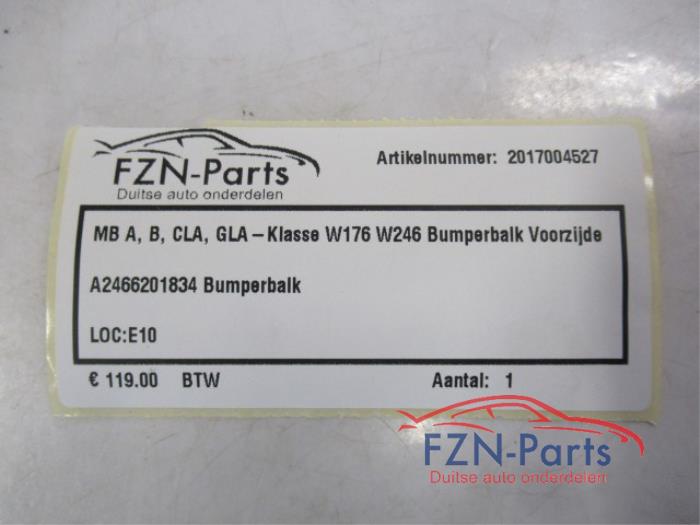 FZN-Parts
Duitse auto onderdelen
Artikelnummer: 2017004527
MB A, B, CLA, GLA – Klasse W176 W246 Bumperbalk Voorzijde
A2466201834 Bumperbalk
LOC:E10
€ 119.00 BTW Aantal: 1
FZN-Parts
Duitse auto onderdelen